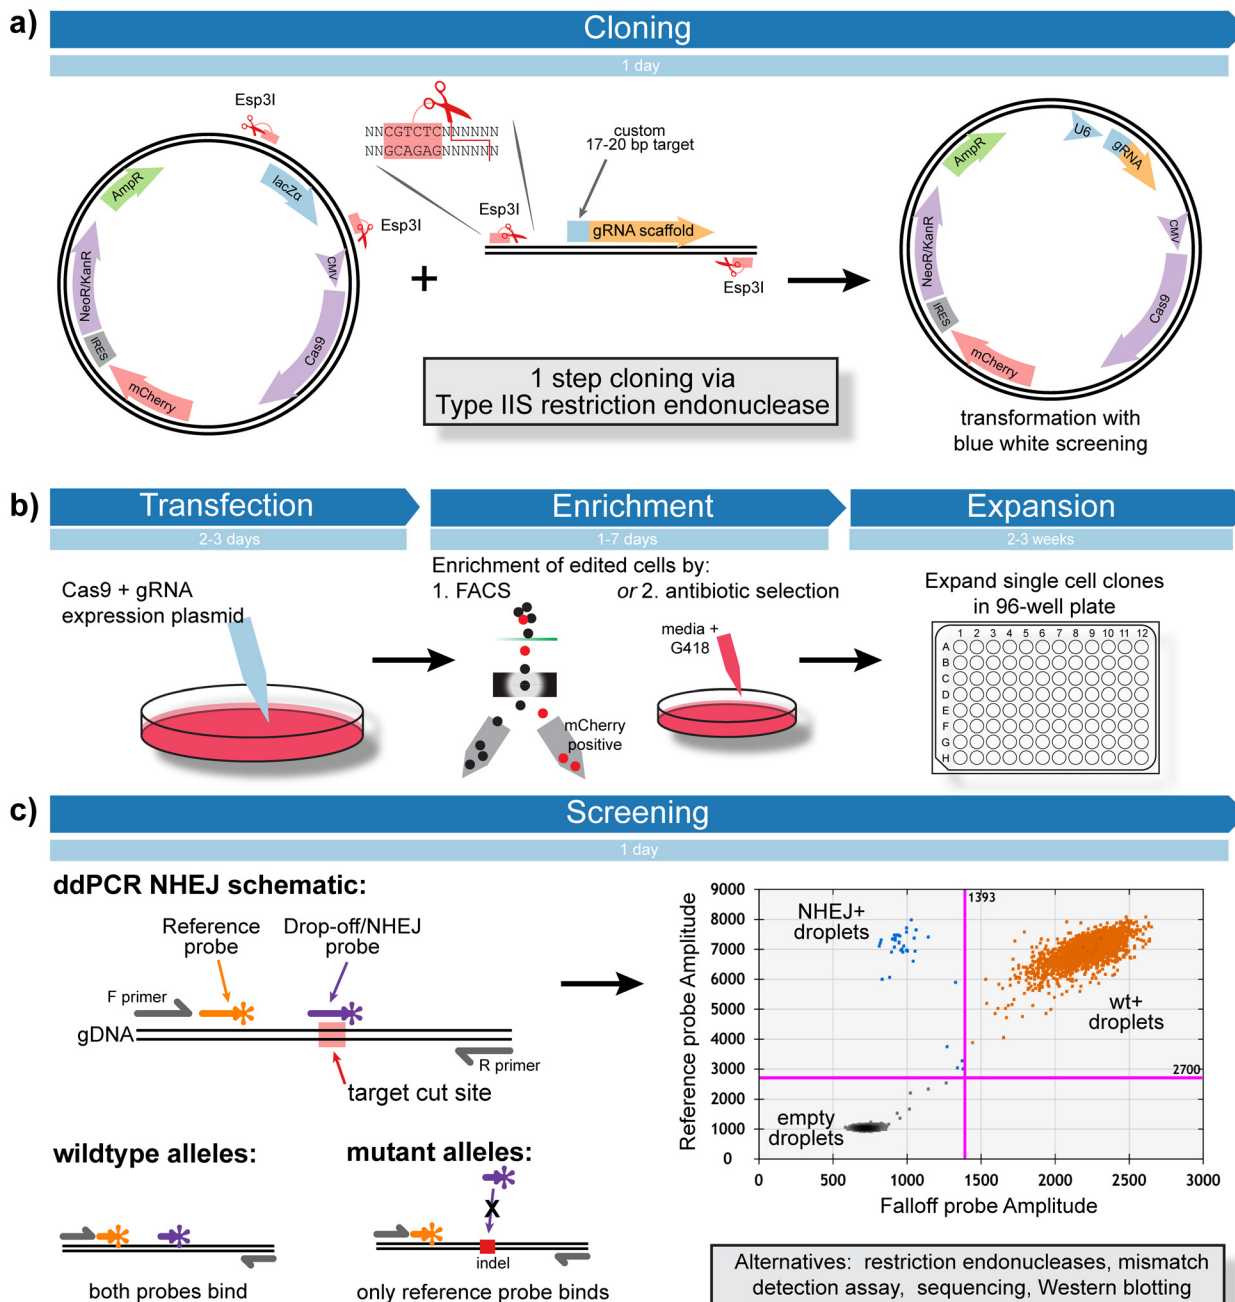 a)
Cloning
1 day
Esp3I
AmpR
lacZα
Esp3I
CMV
Cas9
mCherry
IRES
NeoR/KanR
+
NNCGTCTCNNNNNN
NNGCAGAGNNNNNN
custom
17-20 bp target
Esp3I
gRNA scaffold
Esp3I
1 step cloning via
Type IIS restriction endonuclease
AmpR
U6
gRNA
CMV
Cas9
mCherry
IRES
NeoR/KanR
transformation with
blue white screening
b)
Transfection
2-3 days
Cas9 + gRNA
expression plasmid
Enrichment
1-7 days
Enrichment of edited cells by:
1. FACS
or 2. antibiotic selection
mCherry
positive
media +
G418
Expansion
2-3 weeks
Expand single cell clones
in 96-well plate
1 2 3 4 5 6 7 8 9 10 11 12
A
B
C
D
E
F
G
H
c)
Screening
1 day
ddPCR NHEJ schematic:
Reference
probe
Drop-off/NHEJ
probe
F primer
gDNA
R primer
target cut site
wildtype alleles:
both probes bind
mutant alleles:
X
indel
only reference probe binds
Reference probe Amplitude
9000
8000
7000
6000
5000
4000
3000
2000
1000
0
1393
NHEJ+
droplets
wt+
droplets
2700
empty
droplets
0 500 1000 1500 2000 2500 3000
Falloff probe Amplitude
Alternatives: restriction endonucleases, mismatch
detection assay, sequencing, Western blotting